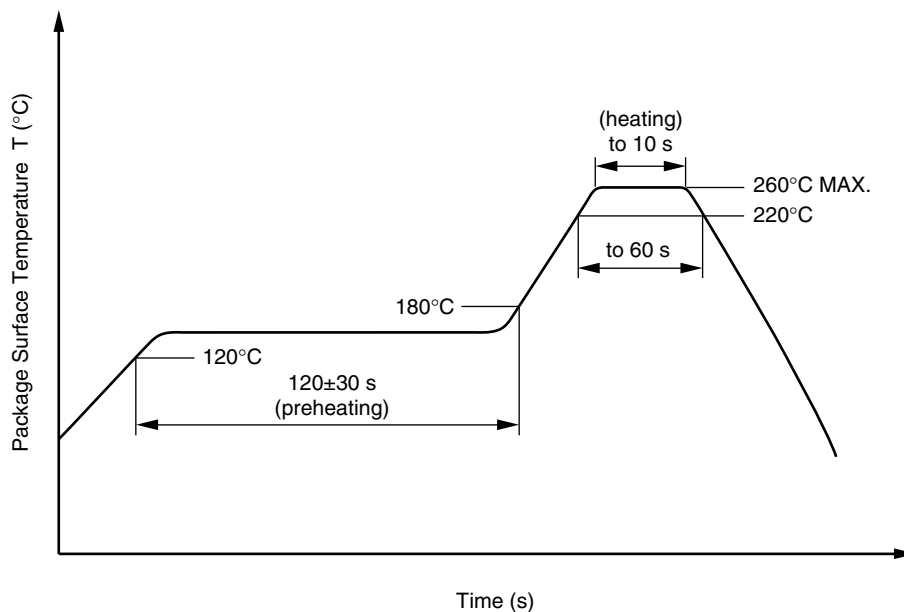 (heating)
to 10 s
260°C MAX.
220°C
to 60 s
180°C
120°C
120±30 s
(preheating)
Package Surface Temperature T (°C)
Time (s)